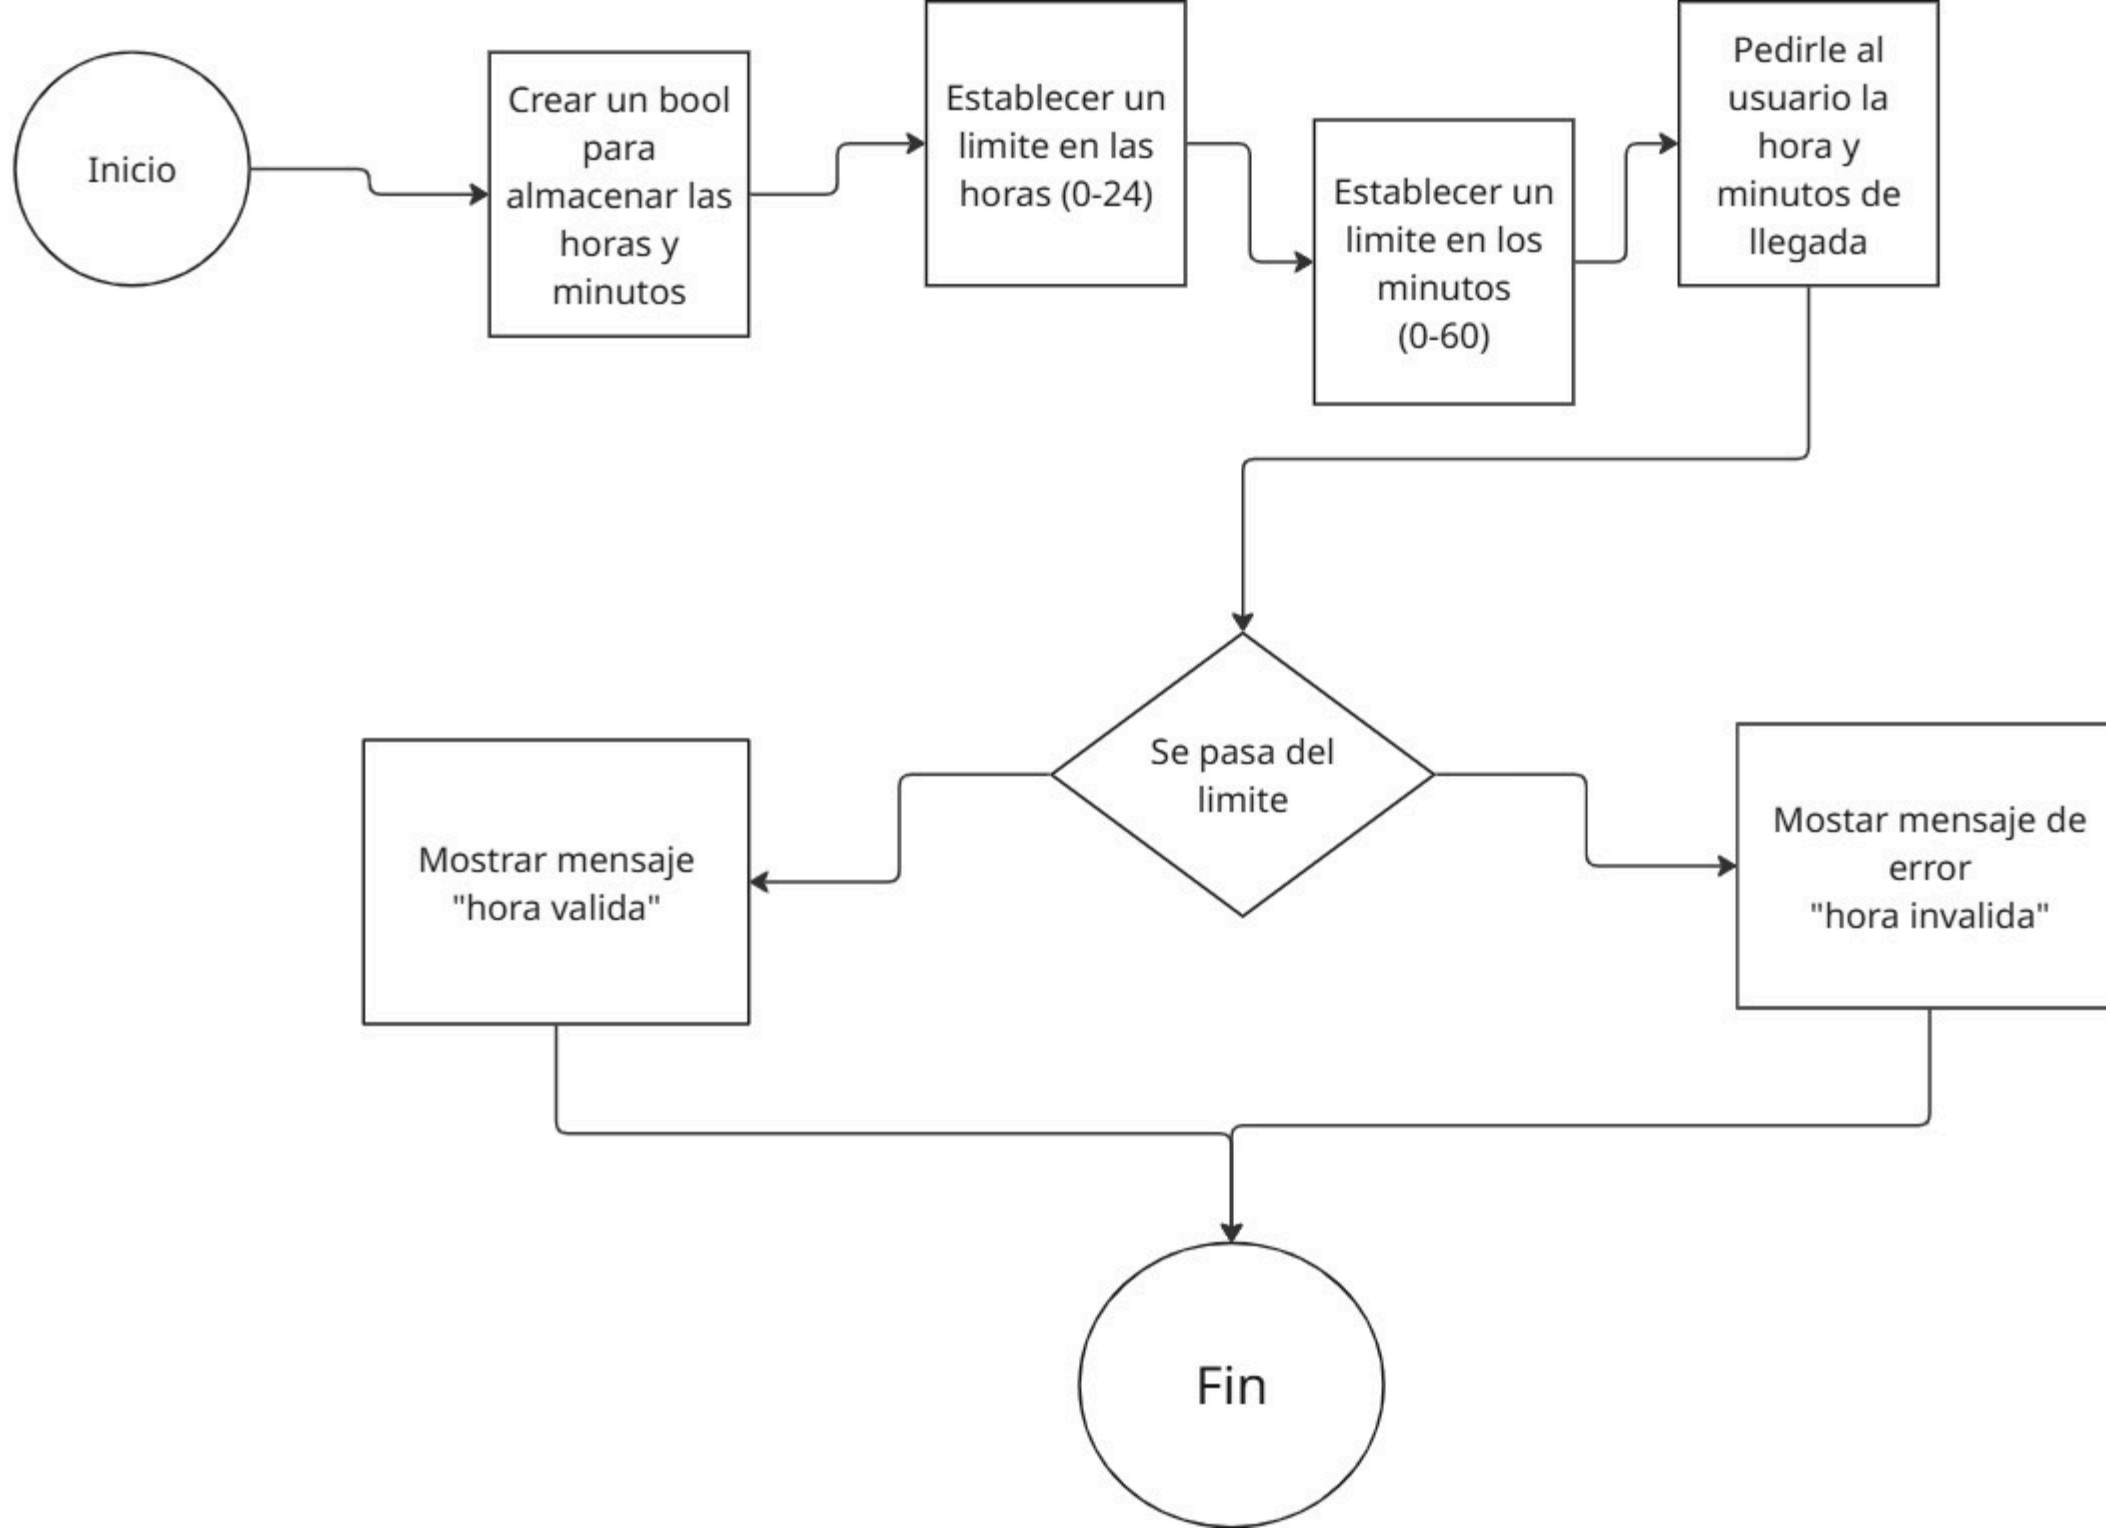 Inicio
Crear un bool
para
almacenar las
horas y
minutos
Establecer un
limite en las
horas (0-24)
Establecer un
limite en los
minutos
(0-60)
Pedirle al
usuario la
hora y
minutos de
llegada
Se pasa del
limite
Mostrar mensaje
"hora valida"
Mostar mensaje de
error
"hora invalida"
Fin